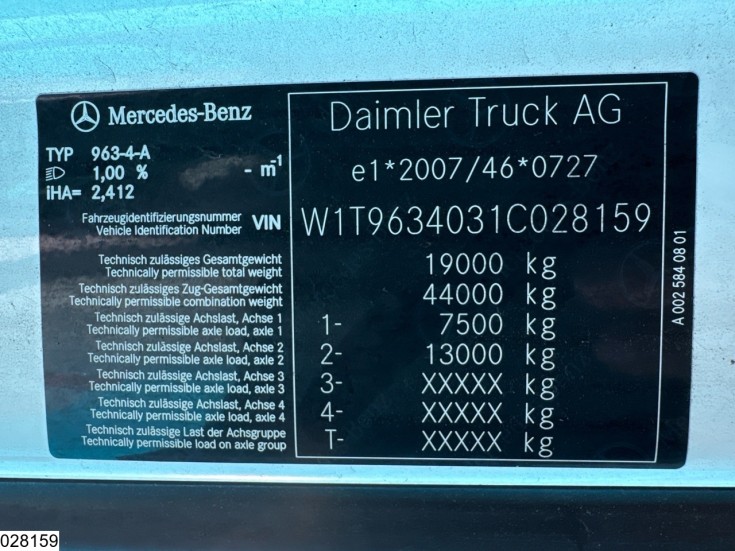 Mercedes-Benz
TYP 963-4-A
1,00 % - m-1
iHA= 2,412
Daimler Truck AG
e1*2007/46*0727
Fahrzeugidentifizierungsnummer
Vehicle Identification Number VIN W1T9634031C028159
Technisch zulässiges Gesamtgewicht
Technically permissible total weight 19000 kg
Technisch zulässiges Zug-Gesamtgewicht
Technically permissible combination weight 44000 kg
Technisch zulässige Achslast, Achse 1
Technically permissible axle load, axle 1 1- 7500 kg
Technisch zulässige Achslast, Achse 2
Technically permissible axle load, axle 2 2- 13000 kg
Technisch zulässige Achslast, Achse 3
Technically permissible axle load, axle 3 3- XXXXX kg
Technisch zulässige Achslast, Achse 4
Technically permissible axle load, axle 4 4- XXXXX kg
Technisch zulässige Last der Achsgruppe
Technically permissible load on axle group T- XXXXX kg
A 002 584 08 01
028159